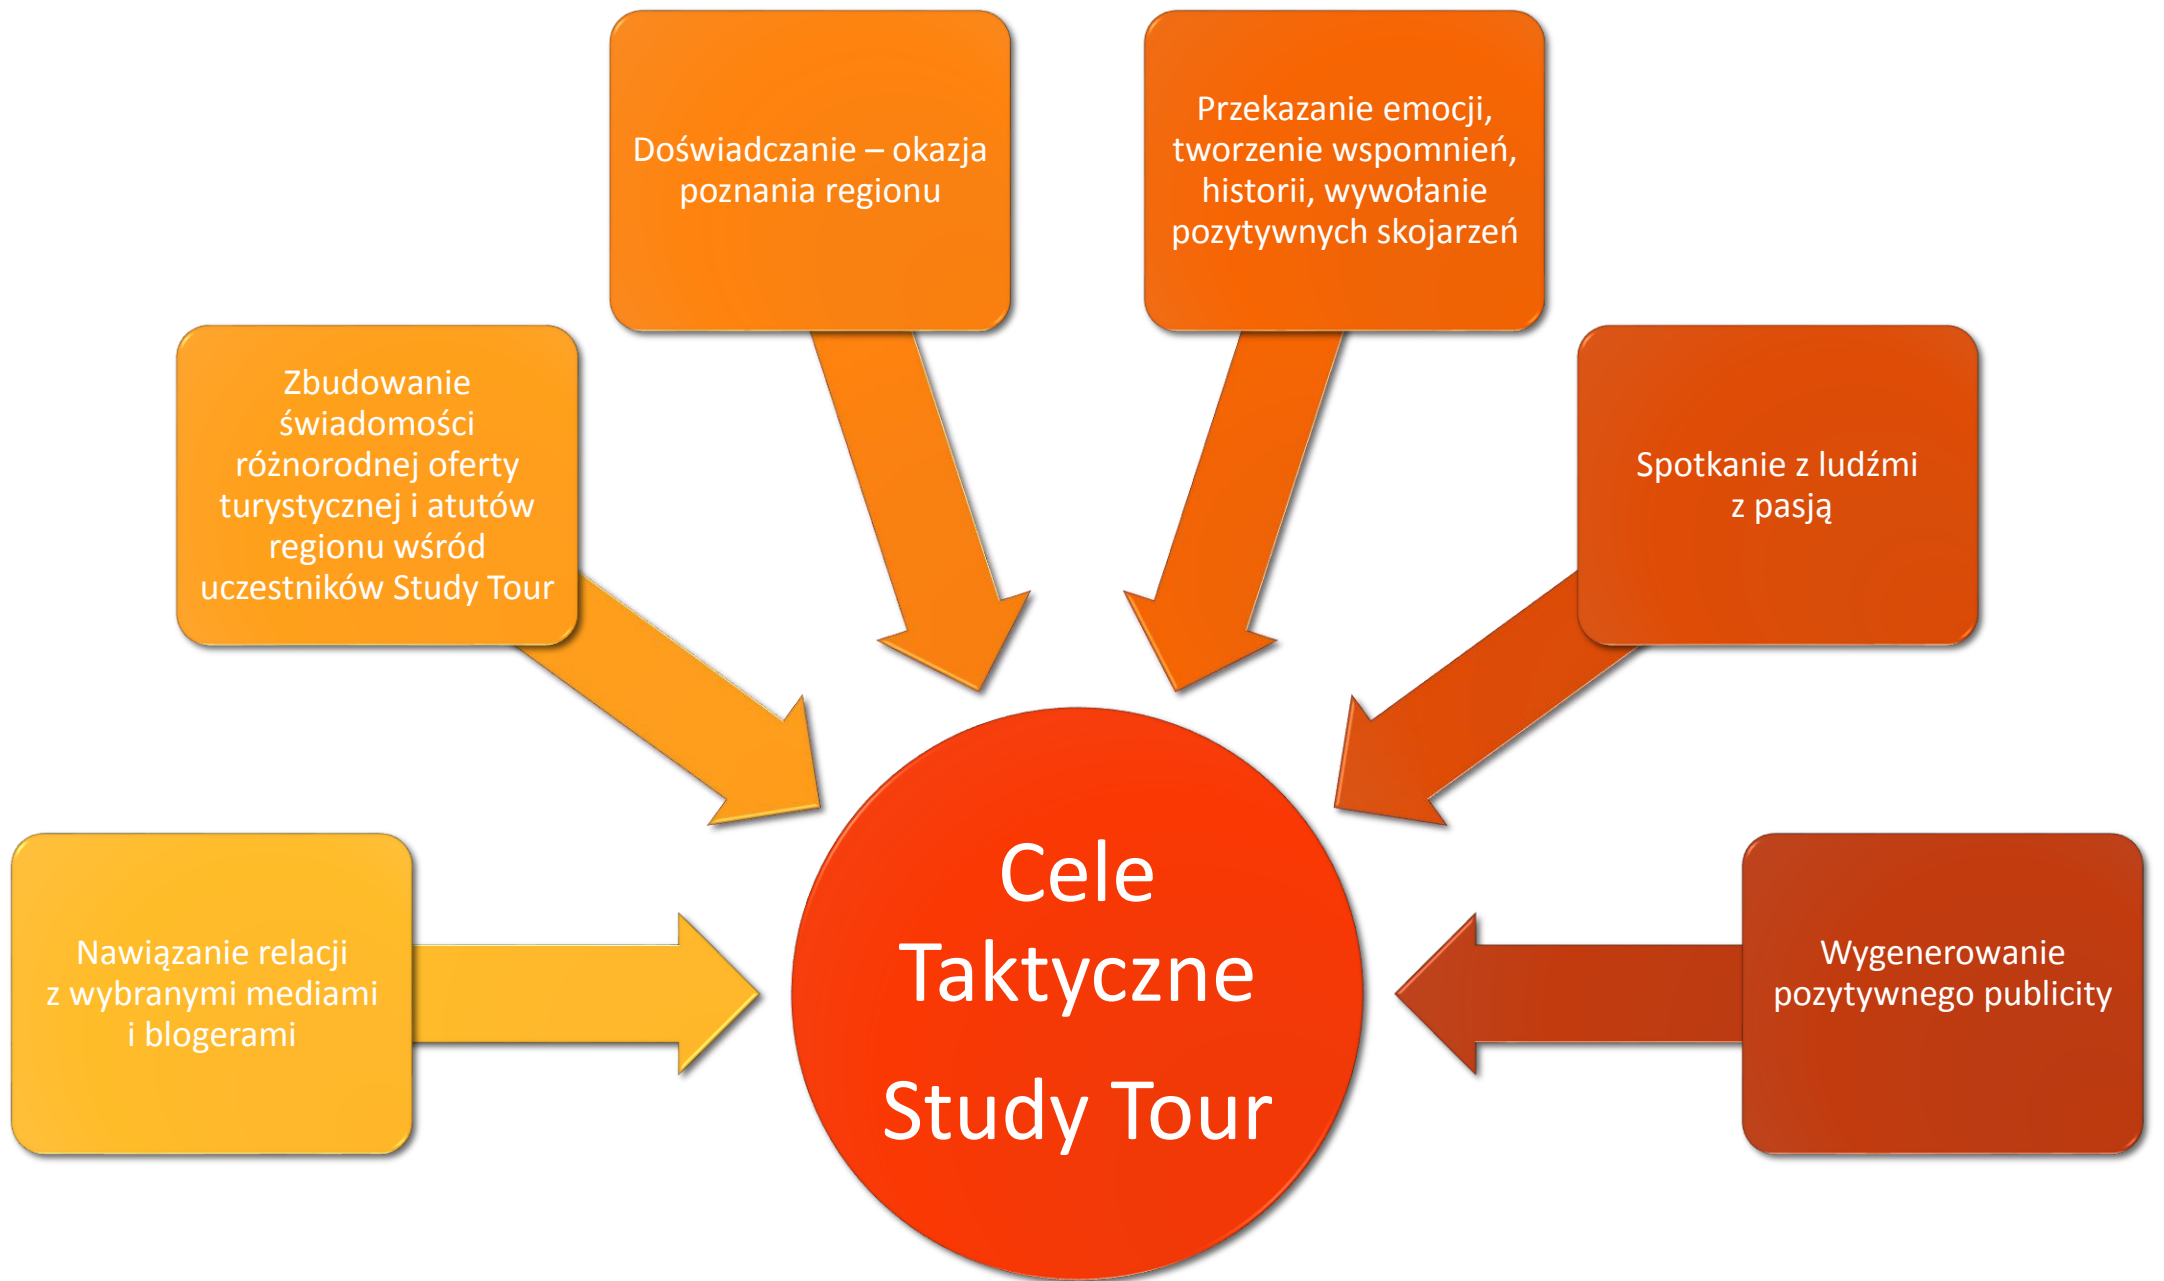 Doświadczanie – okazja
poznania regionu
Przekazanie emocji,
tworzenie wspomnień,
historii, wywołanie
pozytywnych skojarzeń
Zbudowanie
świadomości
różnorodnej oferty
turystycznej i atutów
regionu wśród
uczestników Study Tour
Spotkanie z ludźmi
z pasją
Nawiązanie relacji
z wybranymi mediami
i blogerami
Cele
Taktyczne
Study Tour
Wygenerowanie
pozytywnego publicity